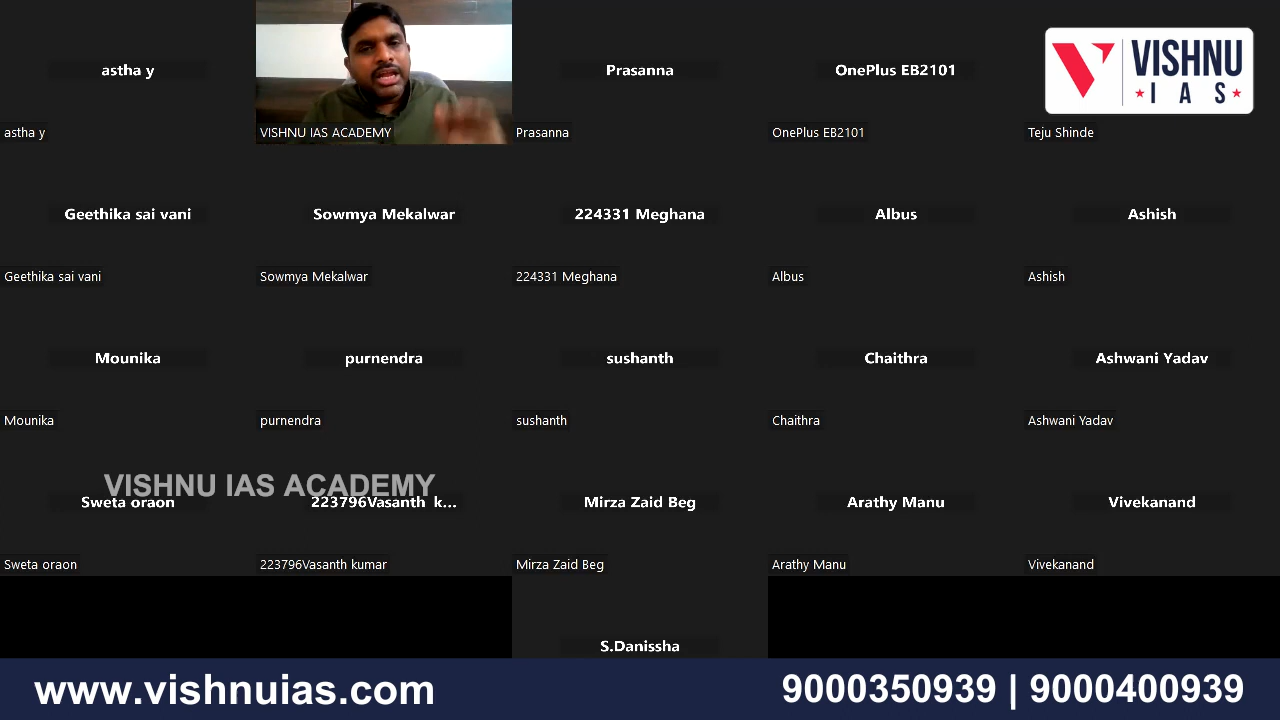 astha y
Prasanna
OnePlus EB2101
VISHNU
IAS
astha y
VISHNU IAS ACADEMY
Prasanna
OnePlus EB2101
Teju Shinde
Geethika sai vani
Sowmya Mekalwar
224331 Meghana
Albus
Ashish
Geethika sai vani
Sowmya Mekalwar
224331 Meghana
Albus
Ashish
Mounika
purnendra
sushanth
Chaithra
Ashwani Yadav
Mounika
purnendra
sushanth
Chaithra
Ashwani Yadav
VISHNU IAS ACADEMY
Sweta oraon
223796Vasanth k...
Mirza Zaid Beg
Arathy Manu
Vivekanand
Sweta oraon
223796Vasanth kumar
Mirza Zaid Beg
Arathy Manu
Vivekanand
S.Danissha
www.vishnuias.com
9000350939 | 9000400939